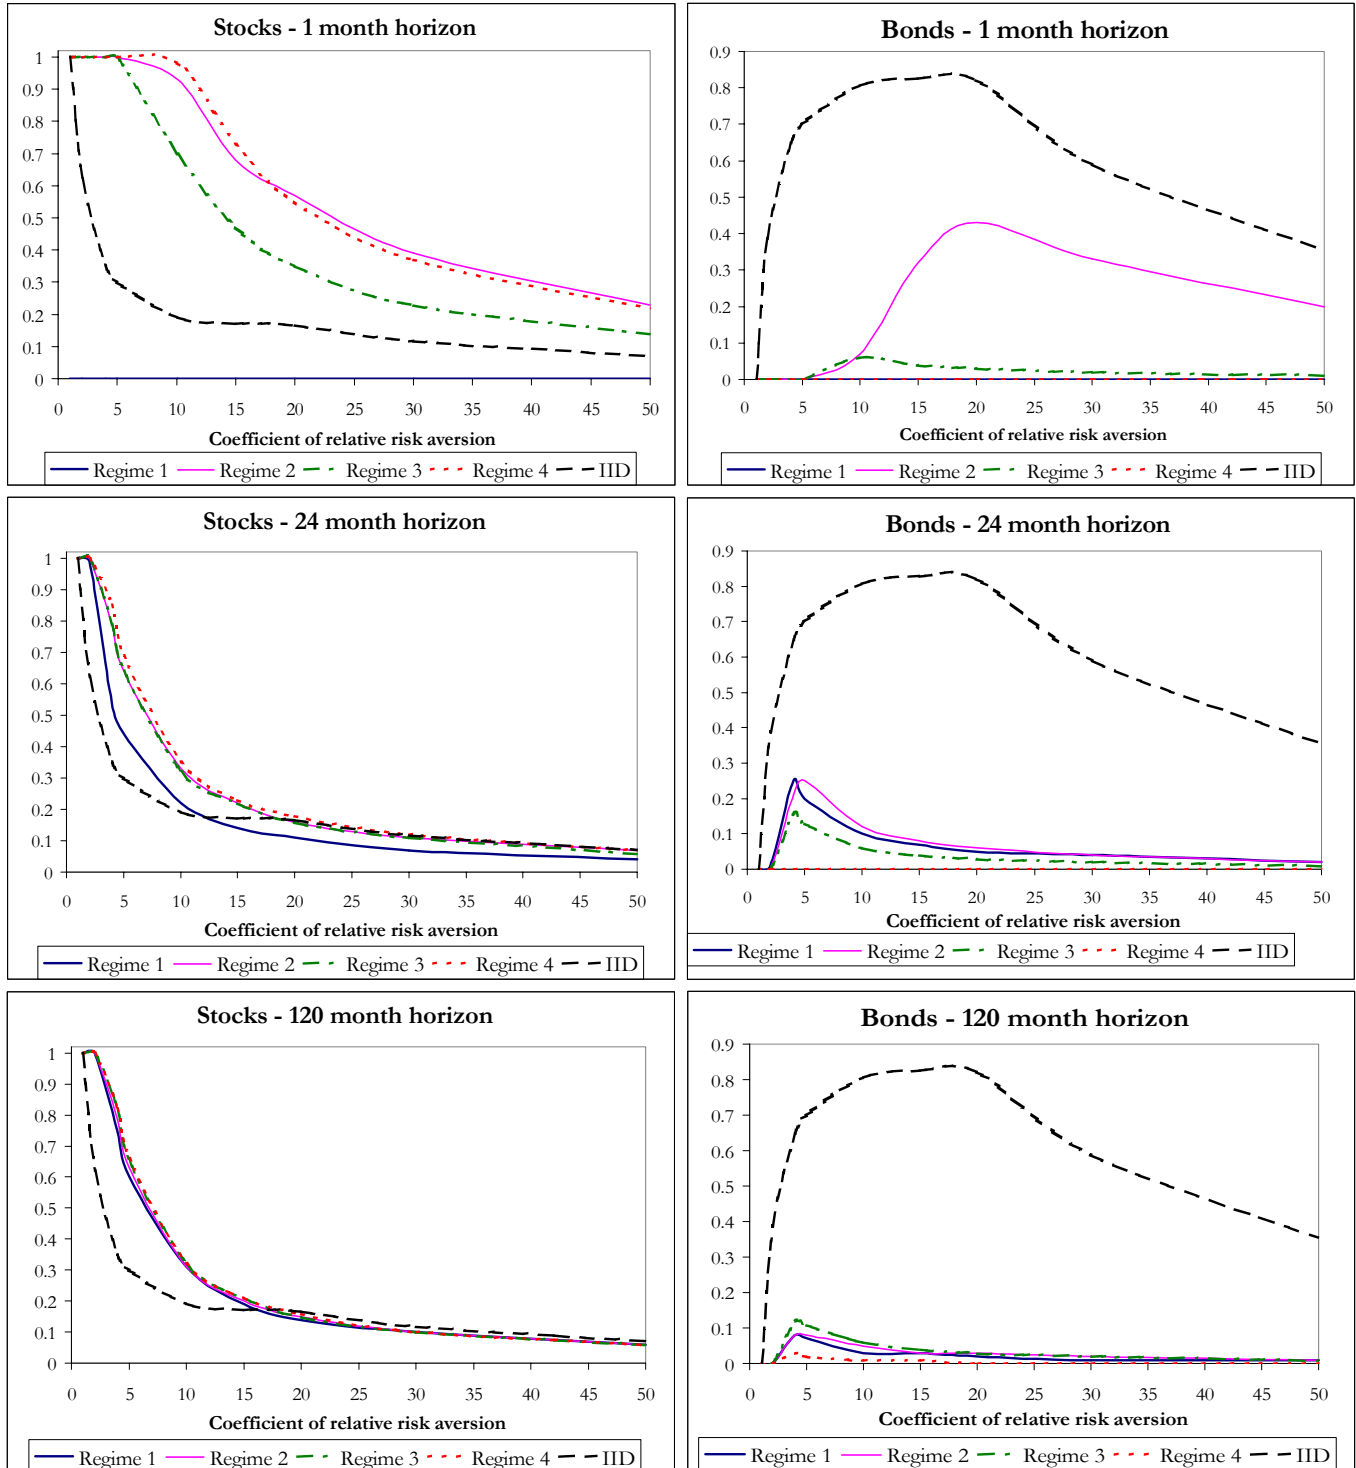 Stocks - 1 month horizon
1
0.9
0.8
0.7
0.6
0.5
0.4
0.3
0.2
0.1
0
0 5 10 15 20 25 30 35 40 45 50
Coefficient of relative risk aversion
Regime 1 Regime 2 Regime 3 Regime 4 IID
Bonds - 1 month horizon
0.9
0.8
0.7
0.6
0.5
0.4
0.3
0.2
0.1
0
0 5 10 15 20 25 30 35 40 45 50
Coefficient of relative risk aversion
Regime 1 Regime 2 Regime 3 Regime 4 IID
Stocks - 24 month horizon
1
0.9
0.8
0.7
0.6
0.5
0.4
0.3
0.2
0.1
0
0 5 10 15 20 25 30 35 40 45 50
Coefficient of relative risk aversion
Regime 1 Regime 2 Regime 3 Regime 4 IID
Bonds - 24 month horizon
0.9
0.8
0.7
0.6
0.5
0.4
0.3
0.2
0.1
0
0 5 10 15 20 25 30 35 40 45 50
Coefficient of relative risk aversion
Regime 1 Regime 2 Regime 3 Regime 4 IID
Stocks - 120 month horizon
1
0.9
0.8
0.7
0.6
0.5
0.4
0.3
0.2
0.1
0
0 5 10 15 20 25 30 35 40 45 50
Coefficient of relative risk aversion
Regime 1 Regime 2 Regime 3 Regime 4 IID
Bonds - 120 month horizon
0.9
0.8
0.7
0.6
0.5
0.4
0.3
0.2
0.1
0
0 5 10 15 20 25 30 35 40 45 50
Coefficient of relative risk aversion
Regime 1 Regime 2 Regime 3 Regime 4 IID